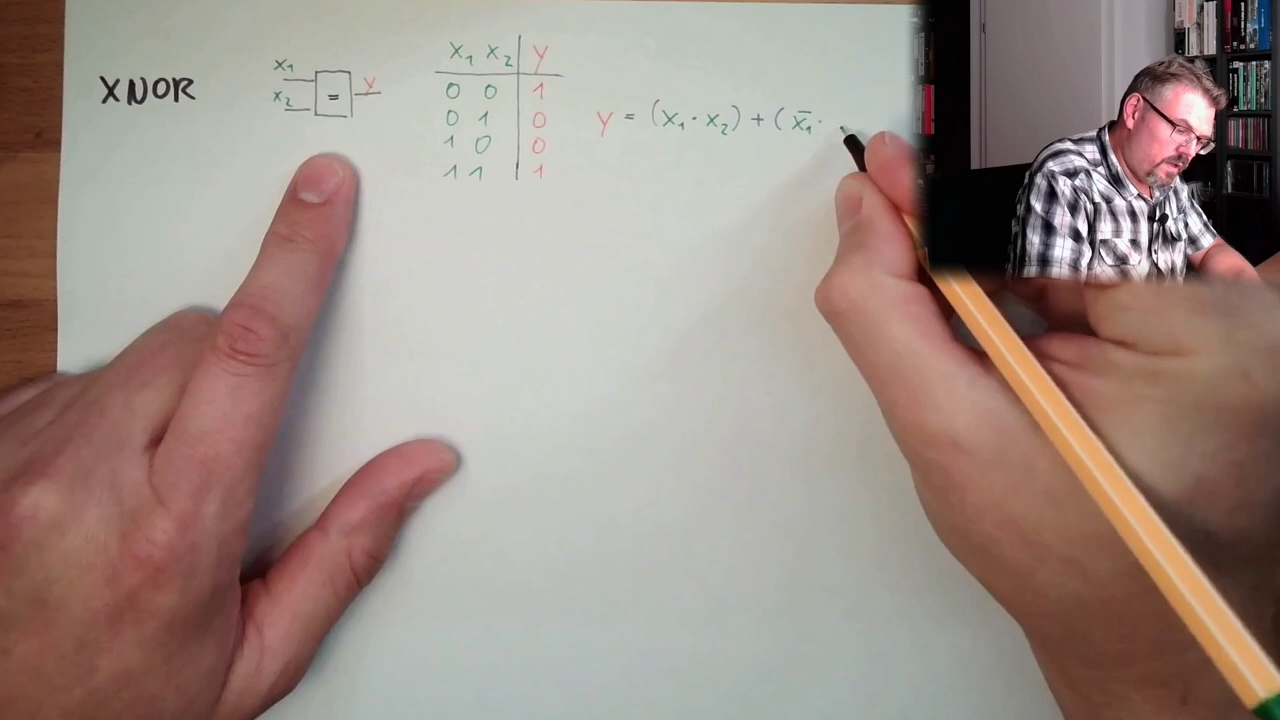 XNOR
x₁
x₂
=
y
x₁ x₂ y
0 0 1
0 1 0
1 0 0
1 1 1
y = (x₁ · x₂) + ( x̅₁ ·